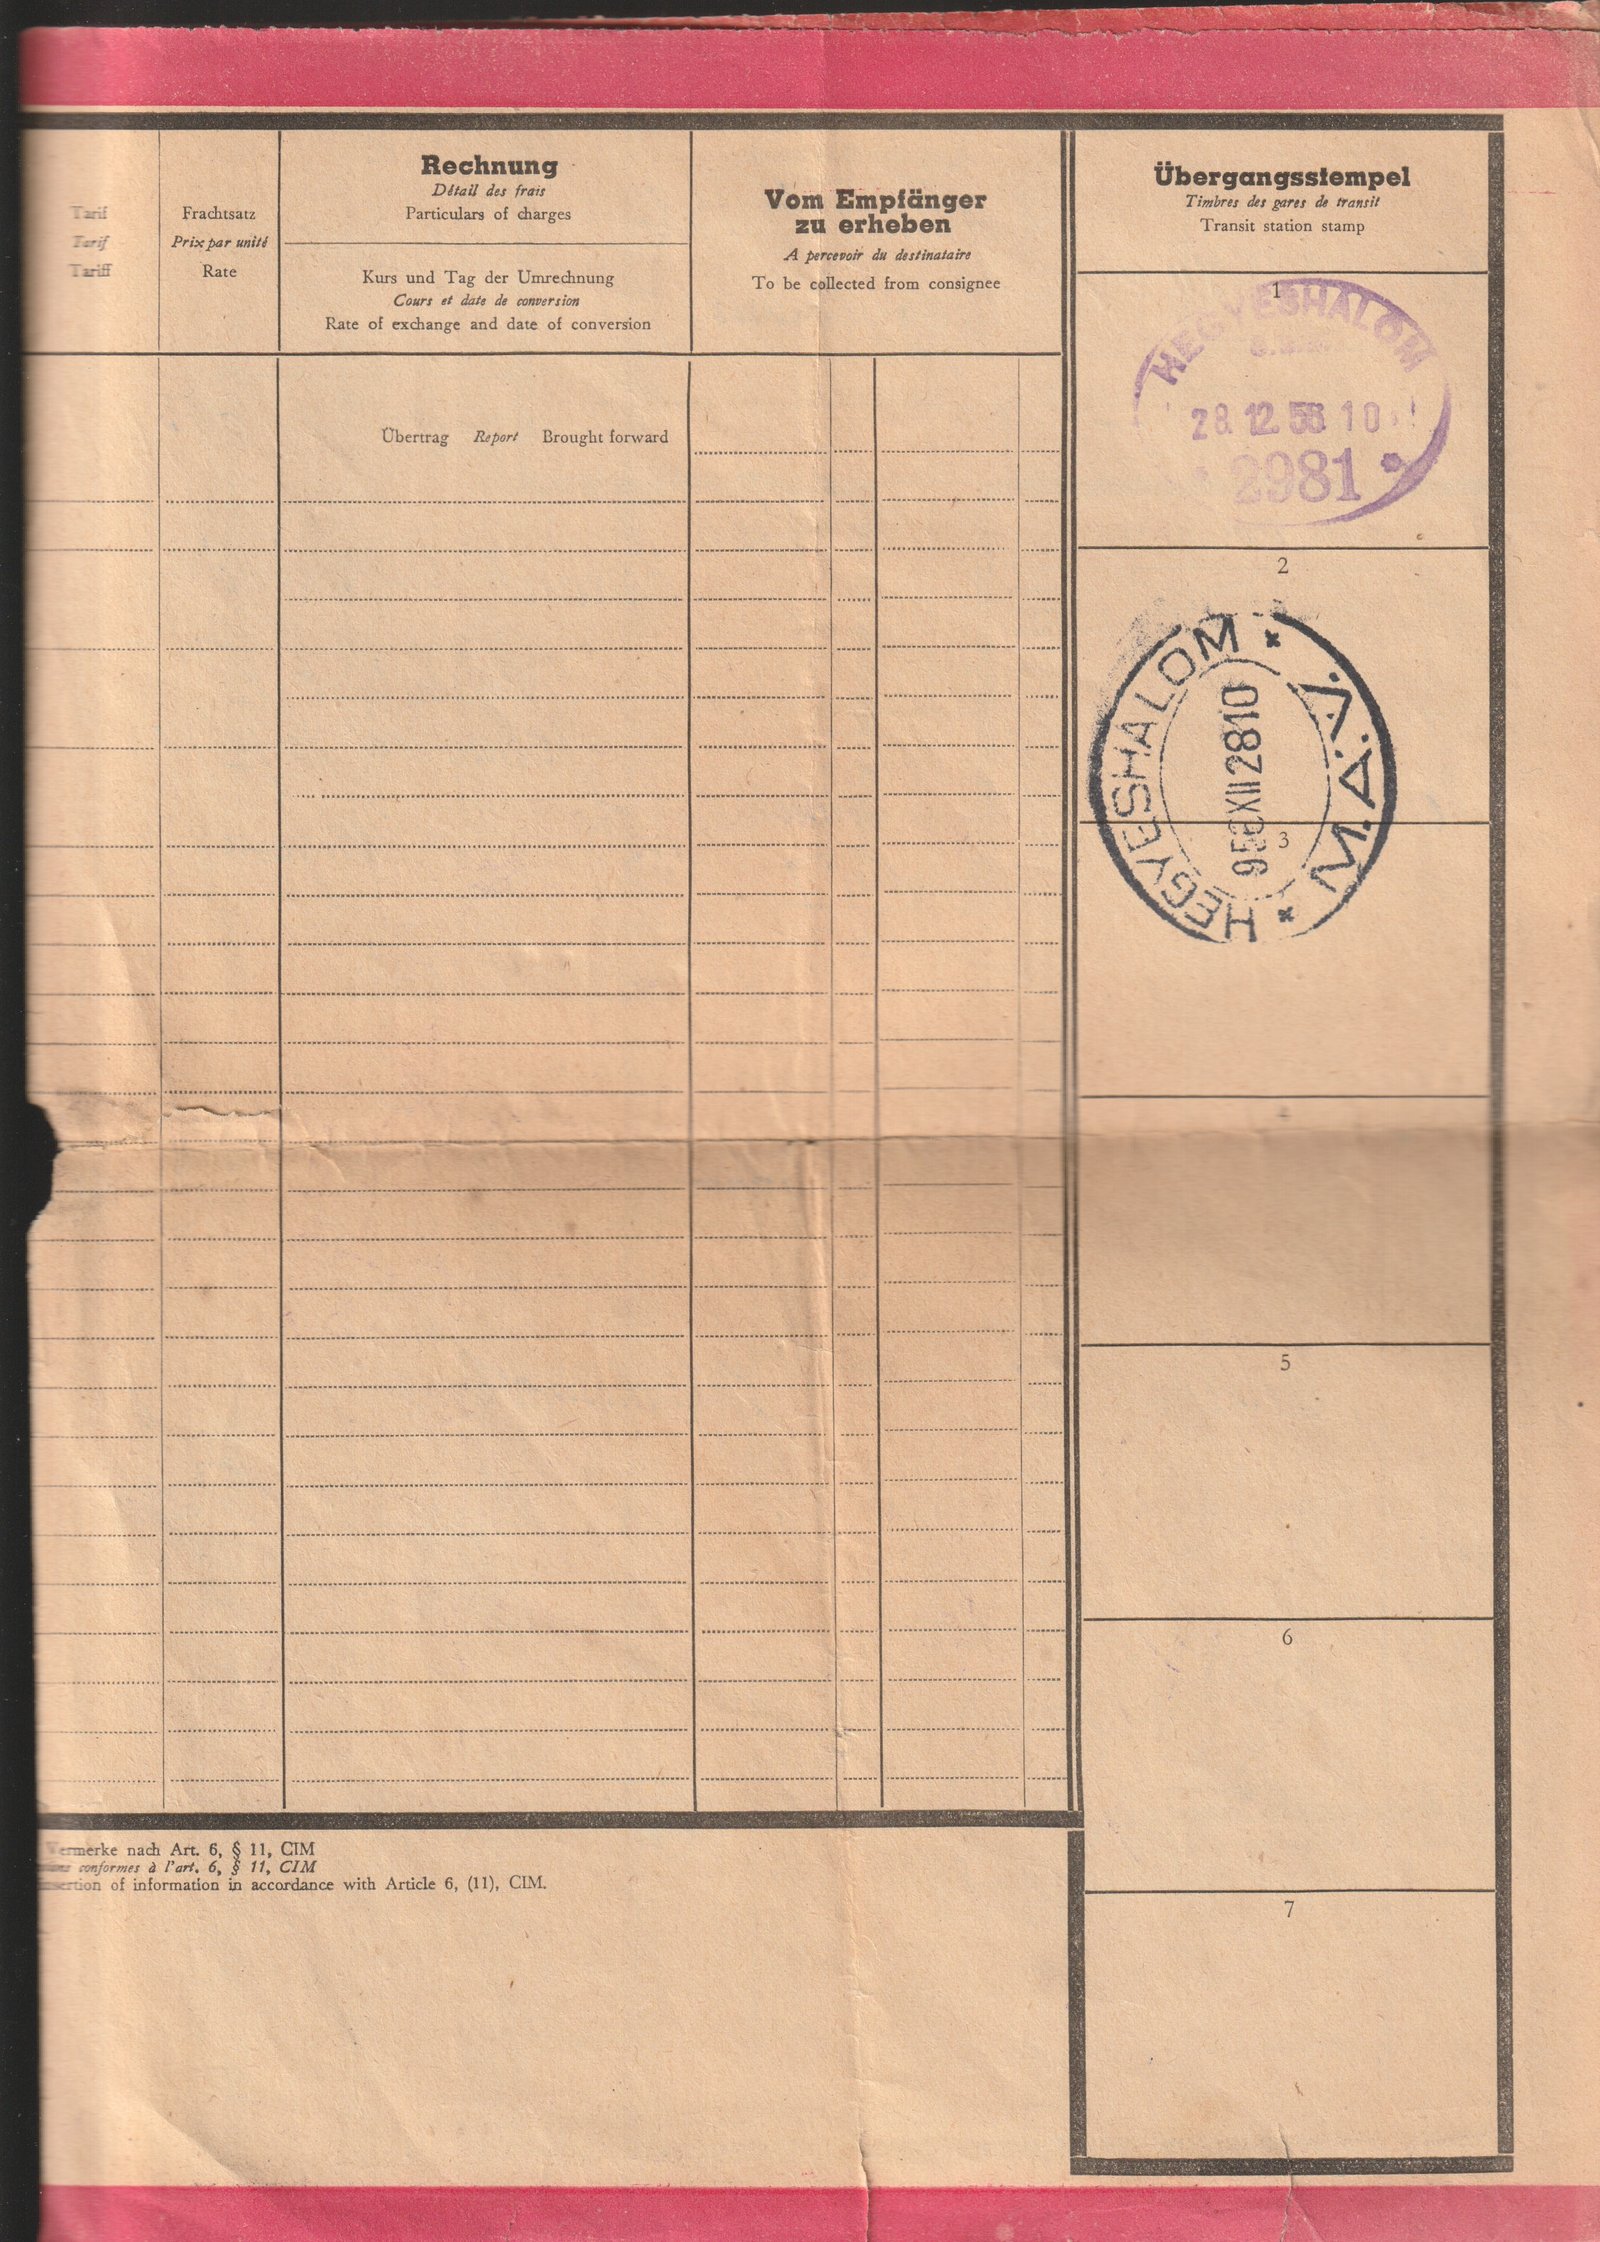 Tarif
Tarif
Tariff
Frachtsatz
Prix par unité
Rate
Rechnung
Détail des frais
Particulars of charges
Kurs und Tag der Umrechnung
Cours et date de conversion
Rate of exchange and date of conversion
Vom Empfänger
zu erheben
A percevoir du destinataire
To be collected from consignee
Übergangsstempel
Timbres des gares de transit
Transit station stamp
Übertrag Report Brought forward
1
HEGYESHALOM
28. 12. 10
2981
2
HEGYESHALOM
XII 28 10
M.Á.V.
3
4
5
6
7
Vermerke nach Art. 6, § 11, CIM
conformes à l'art. 6, § 11, CIM
insertion of information in accordance with Article 6, (11), CIM.